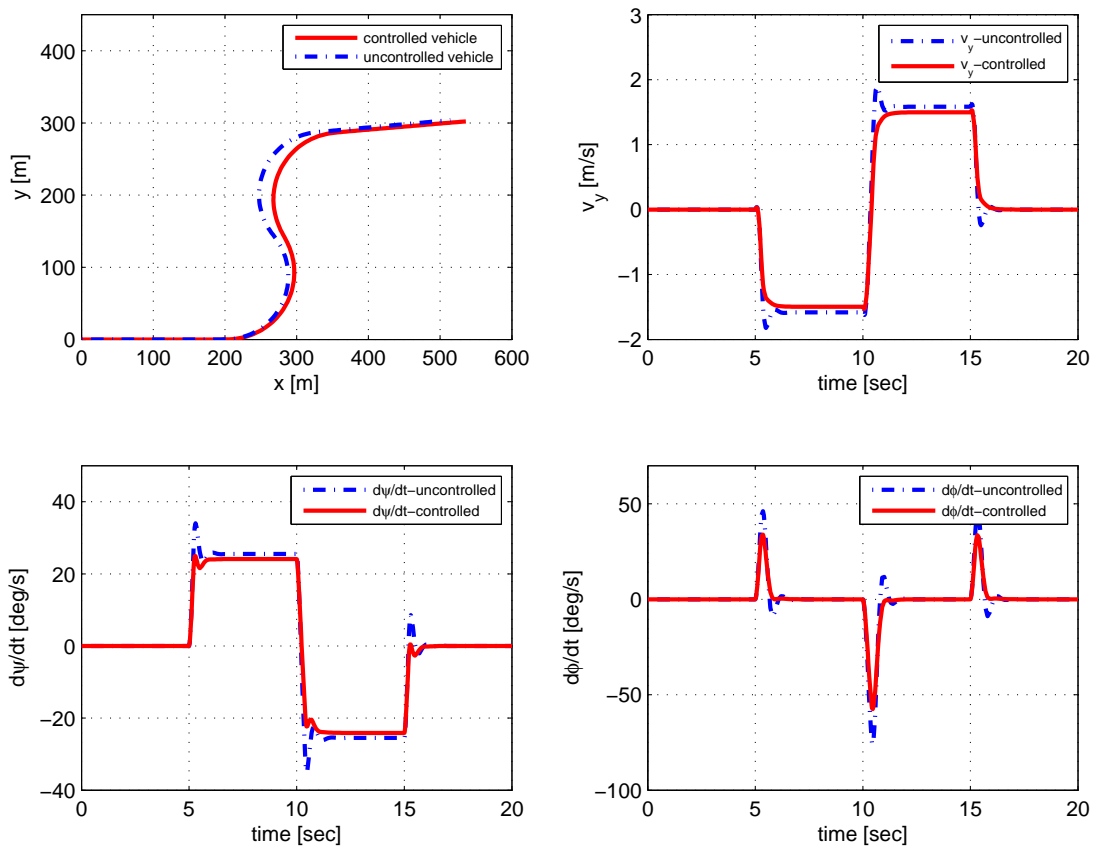 400
300
200
100
0
y [m]
controlled vehicle
uncontrolled vehicle
0 100 200 300 400 500 600
x [m]
3
2
1
0
−1
−2
v_y [m/s]
v_y−uncontrolled
v_y−controlled
0 5 10 15 20
time [sec]
40
20
0
−20
−40
dψ/dt [deg/s]
dψ/dt−uncontrolled
dψ/dt−controlled
0 5 10 15 20
time [sec]
50
0
−50
−100
dϕ/dt [deg/s]
dϕ/dt−uncontrolled
dϕ/dt−controlled
0 5 10 15 20
time [sec]